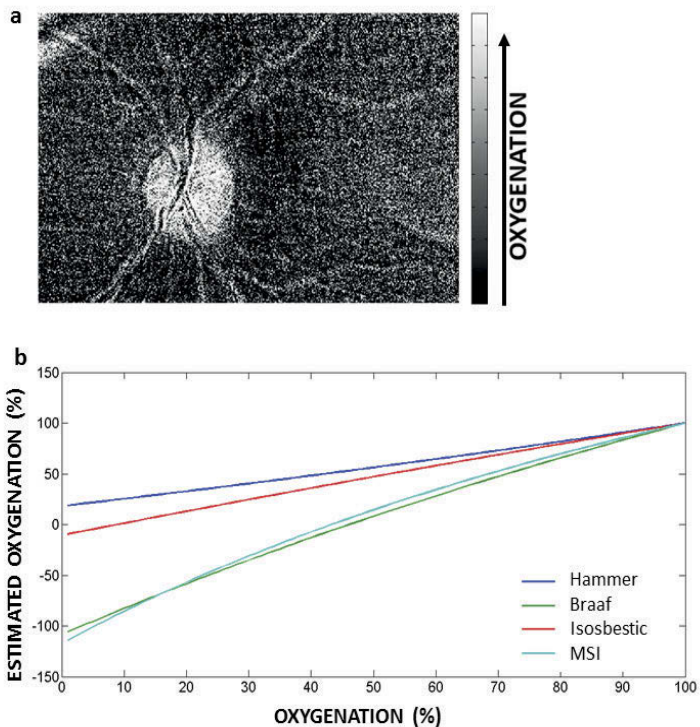 a
OXYGENATION
b
ESTIMATED OXYGENATION (%)
150
100
50
0
-50
-100
-150
0 10 20 30 40 50 60 70 80 90 100
Hammer
Braaf
Isosbestic
MSI
OXYGENATION (%)